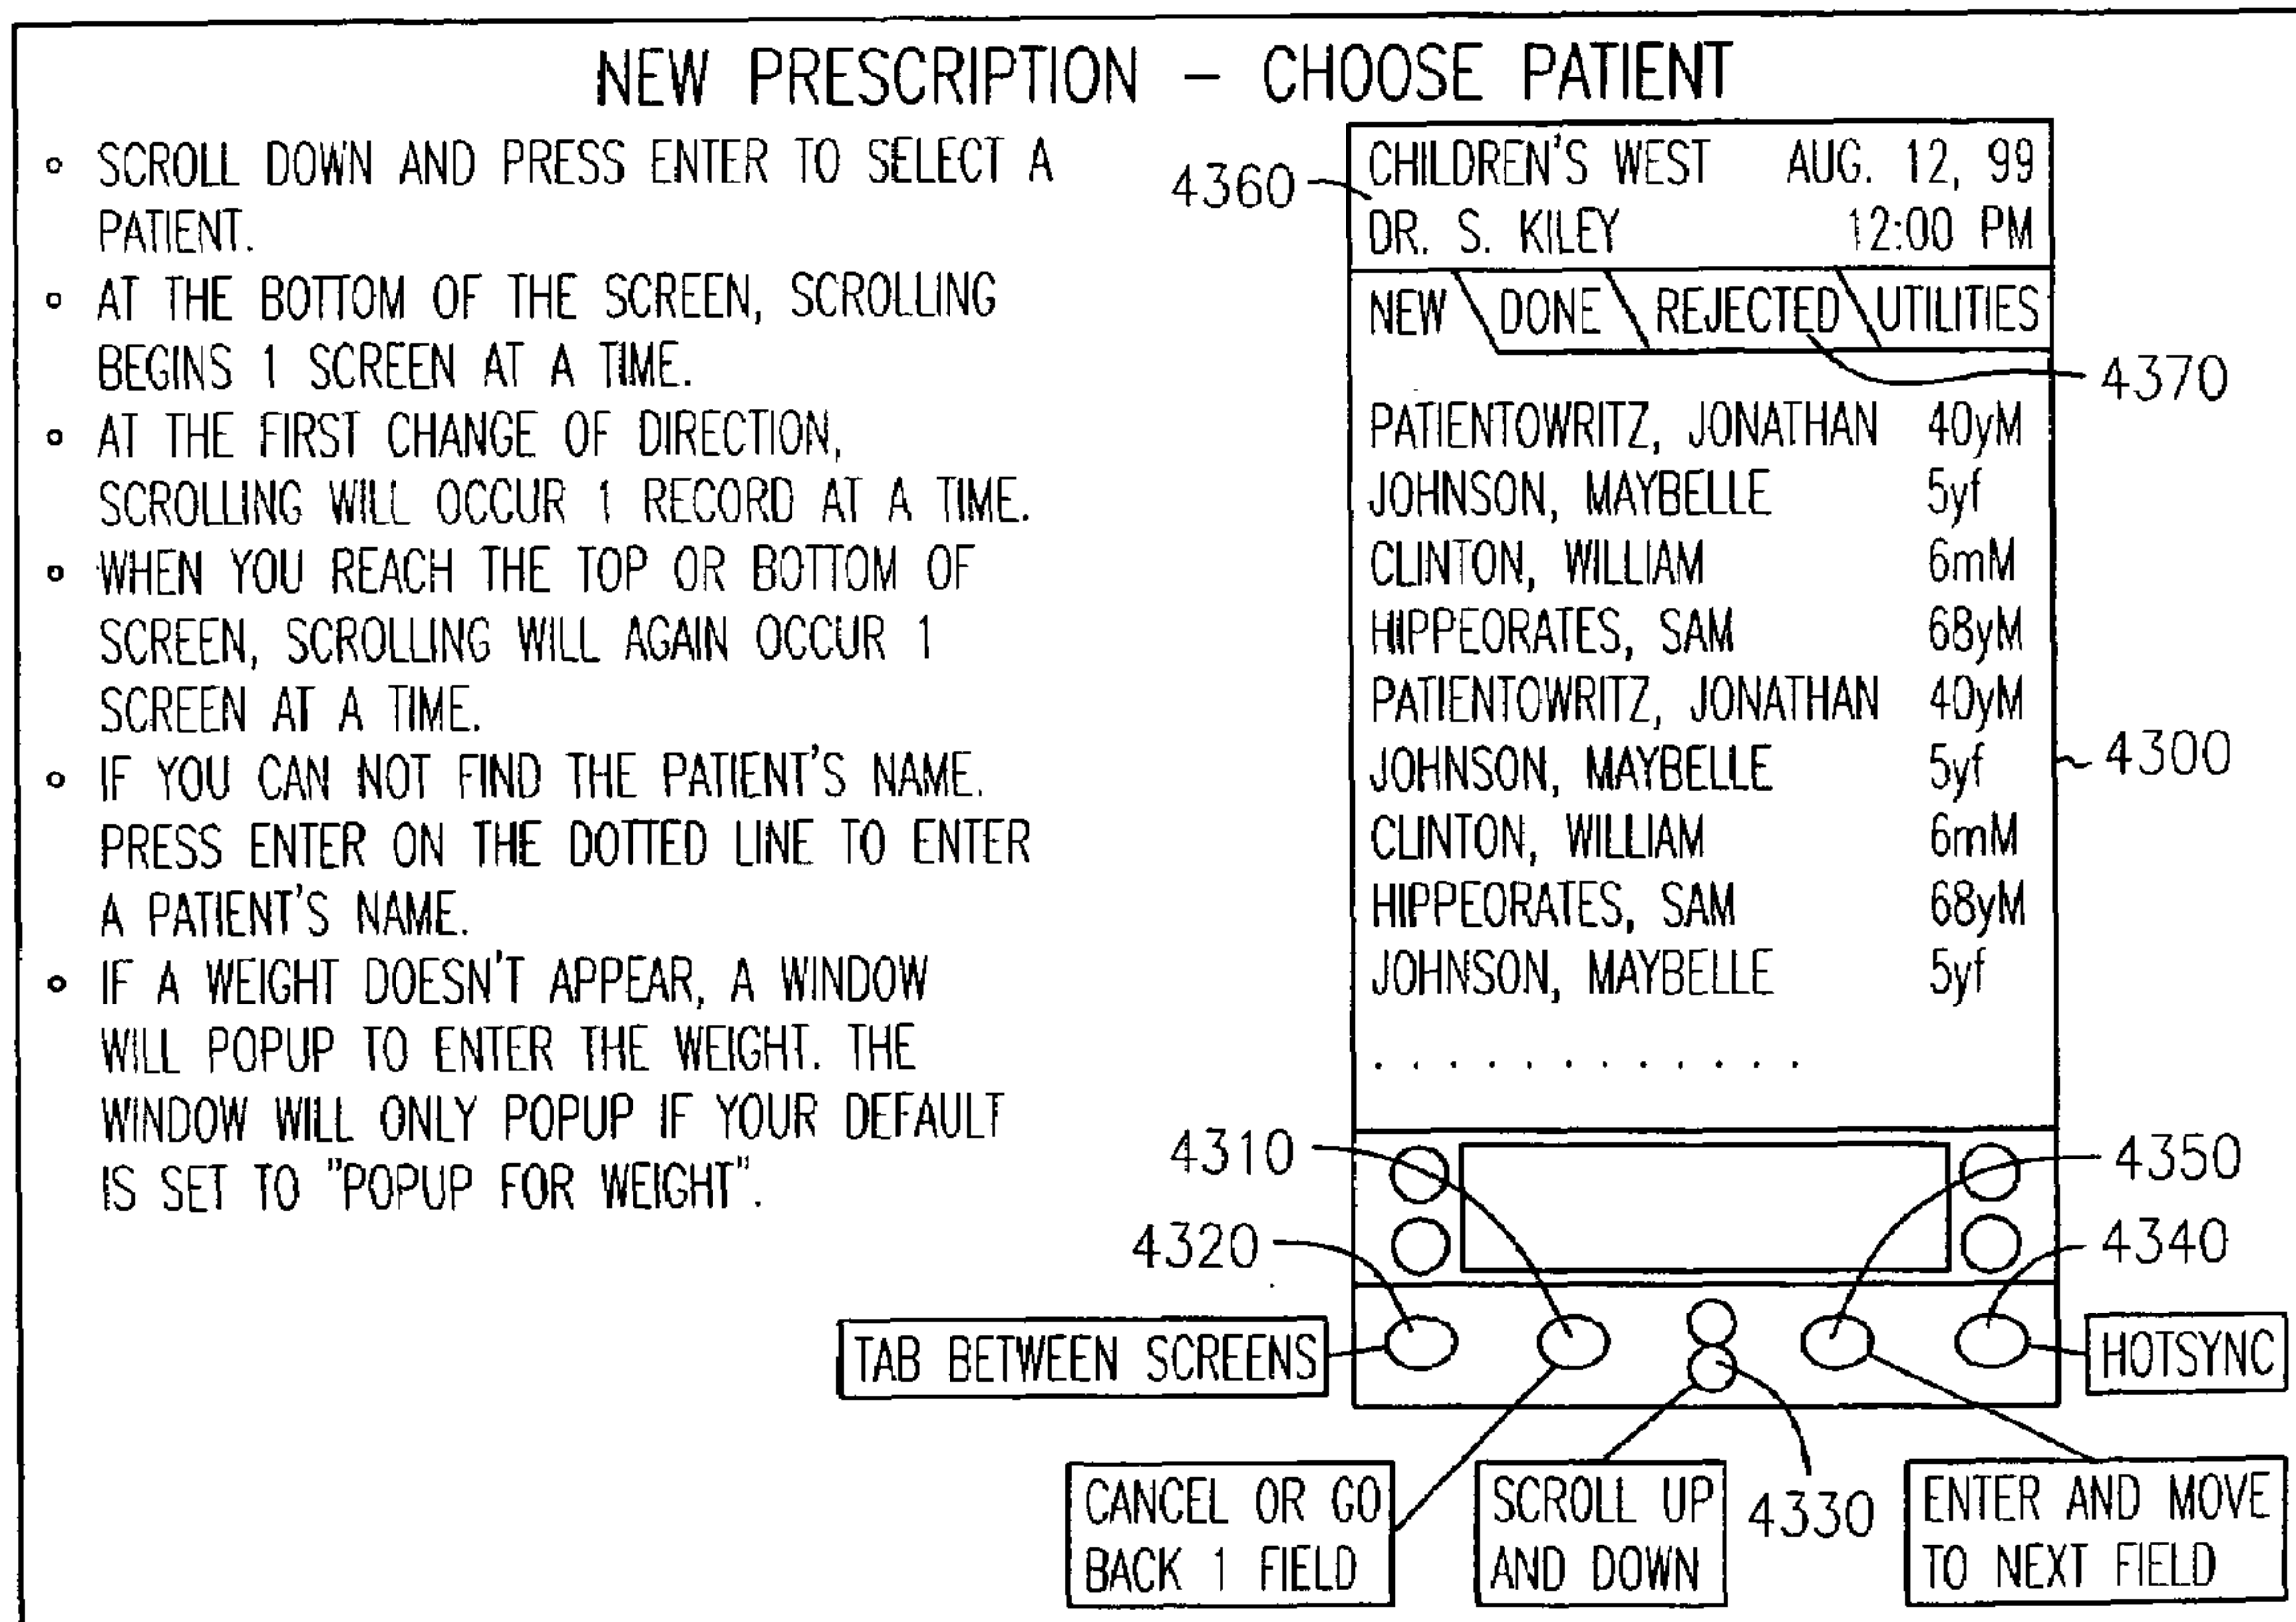 NEW PRESCRIPTION – CHOOSE PATIENT
° SCROLL DOWN AND PRESS ENTER TO SELECT A
PATIENT.
° AT THE BOTTOM OF THE SCREEN, SCROLLING
BEGINS 1 SCREEN AT A TIME.
° AT THE FIRST CHANGE OF DIRECTION,
SCROLLING WILL OCCUR 1 RECORD AT A TIME.
° WHEN YOU REACH THE TOP OR BOTTOM OF
SCREEN, SCROLLING WILL AGAIN OCCUR 1
SCREEN AT A TIME.
° IF YOU CAN NOT FIND THE PATIENT'S NAME.
PRESS ENTER ON THE DOTTED LINE TO ENTER
A PATIENT'S NAME.
° IF A WEIGHT DOESN'T APPEAR, A WINDOW
WILL POPUP TO ENTER THE WEIGHT. THE
WINDOW WILL ONLY POPUP IF YOUR DEFAULT
IS SET TO "POPUP FOR WEIGHT".
4360
CHILDREN'S WEST AUG. 12, 99
DR. S. KILEY 12:00 PM
NEW DONE REJECTED UTILITIES
4370
PATIENTOWRITZ, JONATHAN 40yM
JOHNSON, MAYBELLE 5yf
CLINTON, WILLIAM 6mM
HIPPEORATES, SAM 68yM
PATIENTOWRITZ, JONATHAN 40yM
JOHNSON, MAYBELLE 5yf
4300
CLINTON, WILLIAM 6mM
HIPPEORATES, SAM 68yM
JOHNSON, MAYBELLE 5yf
. . . . . . . . . . . .
4310
4350
4320
4340
TAB BETWEEN SCREENS
HOTSYNC
CANCEL OR GO
BACK 1 FIELD
SCROLL UP
AND DOWN
4330
ENTER AND MOVE
TO NEXT FIELD